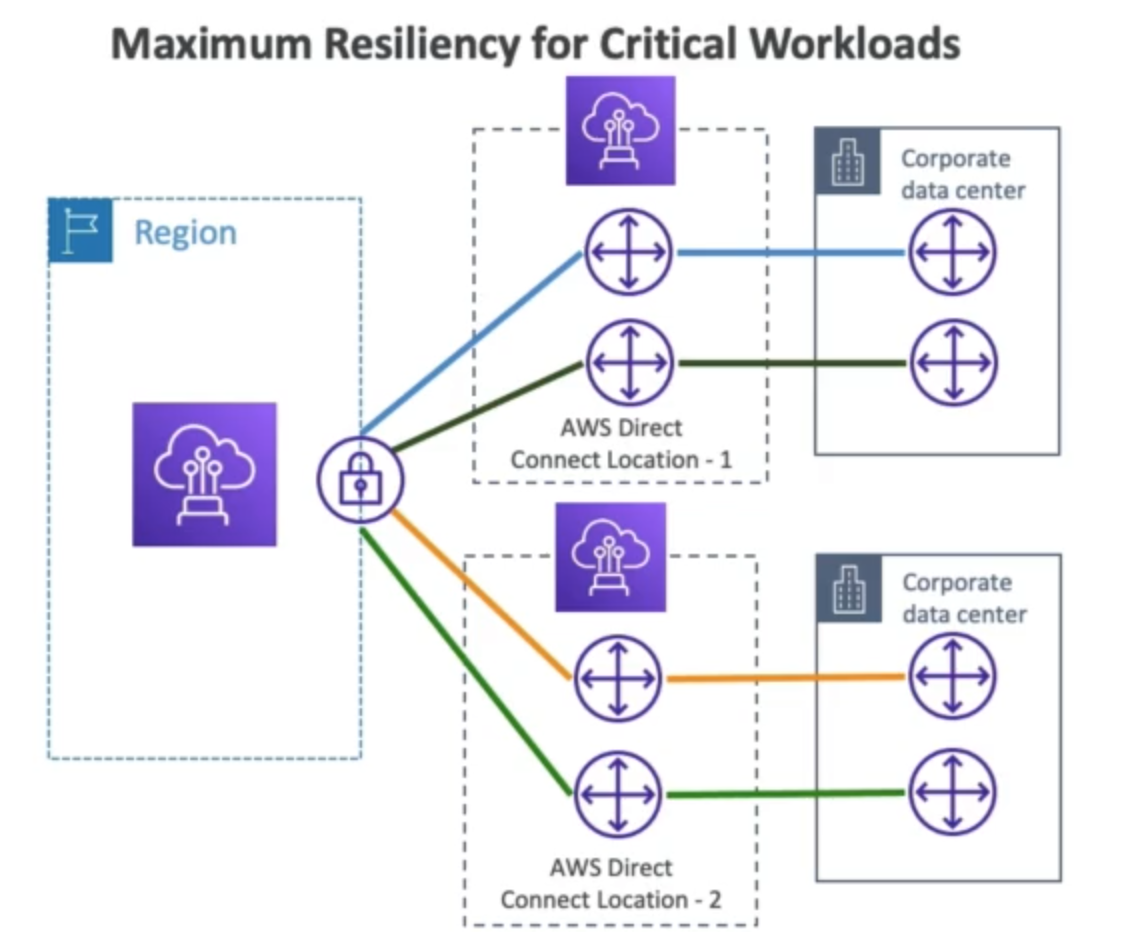 Maximum Resiliency for Critical Workloads
Region
Corporate
data center
AWS Direct
Connect Location - 1
Corporate
data center
AWS Direct
Connect Location - 2